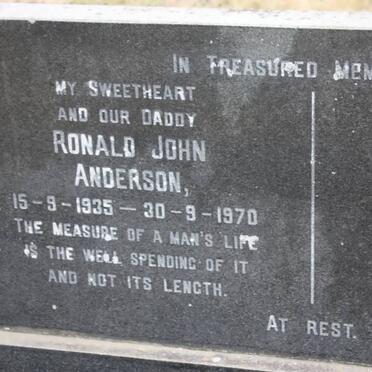 IN TREASURED MEM
MY SWEETHEART
AND OUR DADDY
RONALD JOHN
ANDERSON,
15-9-1935 — 30-9-1970
THE MEASURE OF A MAN'S LIFE
IS THE WELL SPENDING OF IT
AND NOT ITS LENGTH.
AT REST.